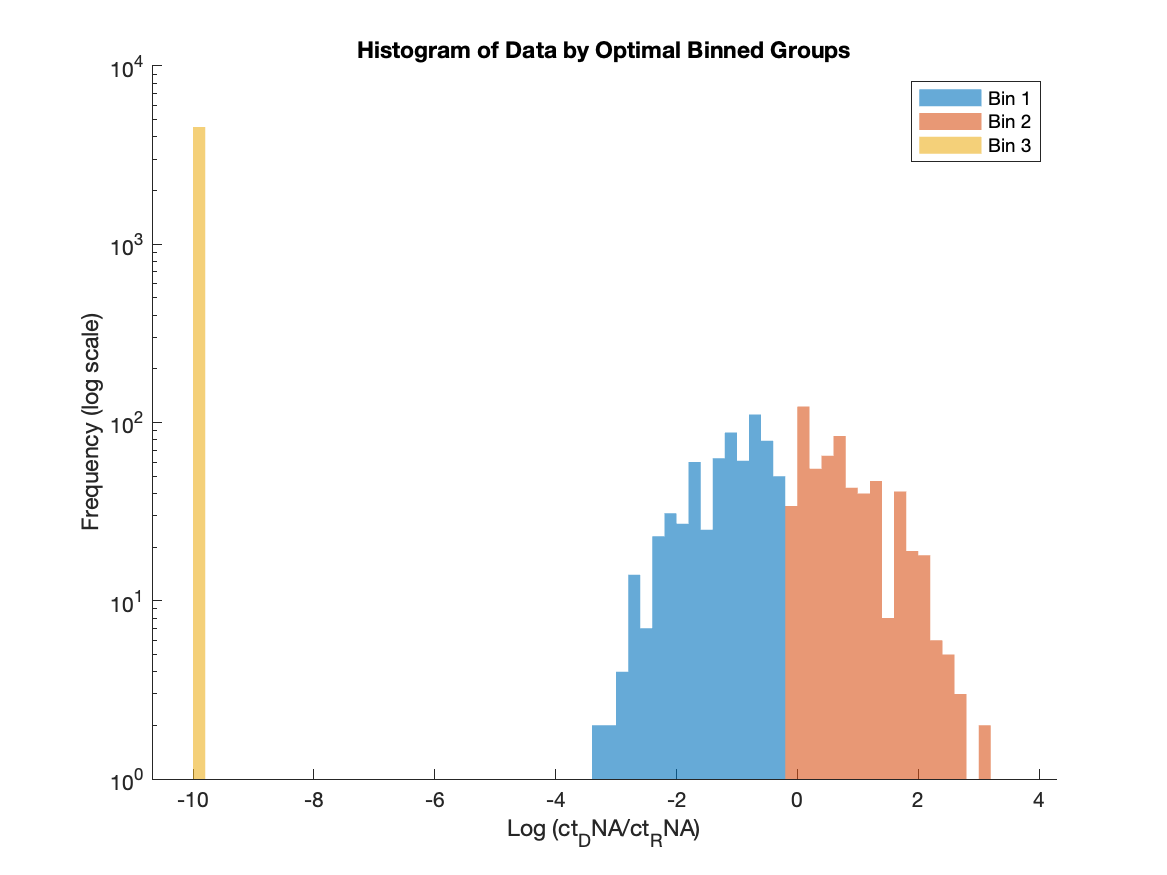 Histogram of Data by Optimal Binned Groups
10^4
10^3
10^2
10^1
10^0
Frequency (log scale)
Bin 1
Bin 2
Bin 3
-10 -8 -6 -4 -2 0 2 4
Log (ct_DNA/ct_RNA)